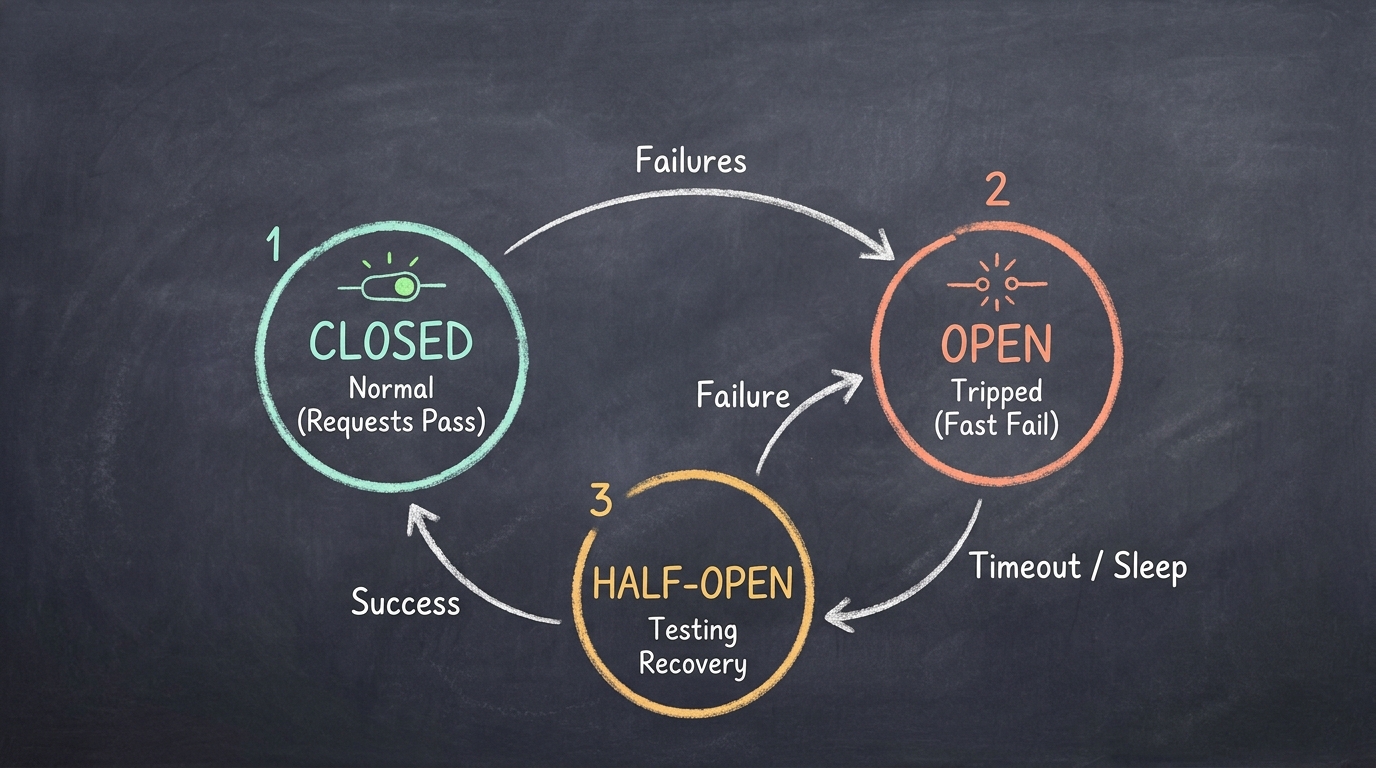 Failures
1
CLOSED
Normal
(Requests Pass)
2
OPEN
Tripped
(Fast Fail)
Failure
3
HALF-OPEN
Testing
Recovery
Success
Timeout / Sleep